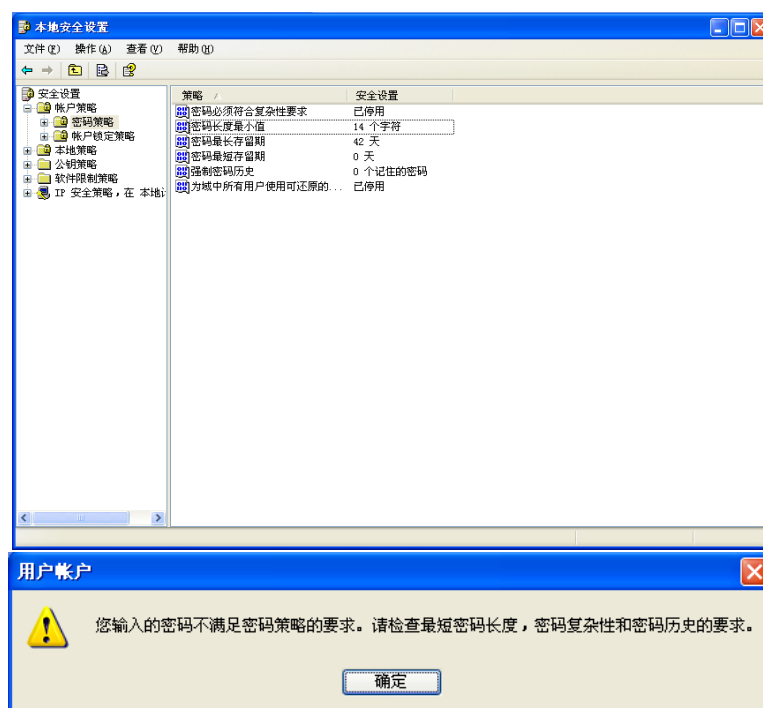 本地安全设置
文件(F) 操作(A) 查看(V) 帮助(H)
安全设置
帐户策略
密码策略
帐户锁定策略
本地策略
公钥策略
软件限制策略
IP 安全策略，在 本地计
策略 安全设置
密码必须符合复杂性要求 已停用
密码长度最小值 14 个字符
密码最长存留期 42 天
密码最短存留期 0 天
强制密码历史 0 个记住的密码
为域中所有用户使用可还原的... 已停用
用户帐户
您输入的密码不满足密码策略的要求。请检查最短密码长度，密码复杂性和密码历史的要求。
确定